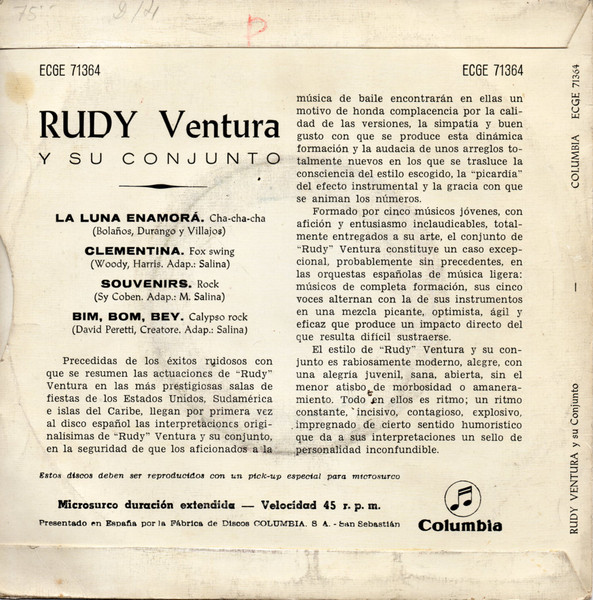 75"
P
ECGE 71364
RUDY Ventura
Y SU CONJUNTO
LA LUNA ENAMORÁ. Cha-cha-cha
(Bolaños, Durango y Villajos)
CLEMENTINA. Fox swing
(Woody, Harris. Adap.: Salina)
SOUVENIRS. Rock
(Sy Coben. Adap.: M. Salina)
BIM, BOM, BEY. Calypso rock
(David Peretti, Creatore. Adap.: Salina)
Precedidas de los éxitos ruidosos con
que se resumen las actuaciones de "Rudy"
Ventura en las más prestigiosas salas de
fiestas de los Estados Unidos, Sudamérica
e islas del Caribe, llegan por primera vez
al disco español las interpretaciones origi-
nalísimas de "Rudy" Ventura y su conjunto,
en la seguridad de que los aficionados a la
ECGE 71364
música de baile encontrarán en ellas un
motivo de honda complacencia por la cali-
dad de las versiones, la simpatía y buen
gusto con que se produce esta dinámica
formación y la audacia de unos arreglos to-
talmente nuevos en los que se trasluce la
consciencia del estilo escogido, la "picardía"
del efecto instrumental y la gracia con que
se animan los números.
Formado por cinco músicos jóvenes, con
afición y entusiasmo inclaudicables, total-
mente entregados a su arte, el conjunto de
"Rudy" Ventura constituye un caso excep-
cional, probablemente sin precedentes, en
las orquestas españolas de música ligera:
músicos de completa formación, sus cinco
voces alternan con la de sus instrumentos
en una mezcla picante, optimista, ágil y
eficaz que produce un impacto directo del
que resulta difícil sustraerse.
El estilo de "Rudy" Ventura y su con-
junto es rabiosamente moderno, alegre, con
una alegría juvenil, sana, abierta, sin el
menor atisbo de morbosidad o amanera-
miento. Todo en ellos es ritmo; un ritmo
constante, incisivo, contagioso, explosivo,
impregnado de cierto sentido humorístico
que da a sus interpretaciones un sello de
personalidad inconfundible.
Estos discos deben ser reproducidos con un pick-up especial para microsurco
Microsurco duración extendida — Velocidad 45 r. p. m.
Presentado en España por la Fábrica de Discos COLUMBIA. S A. - San Sebastián
Columbia
COLUMBIA ECGE 71364
—
RUDY VENTURA y su Conjunto